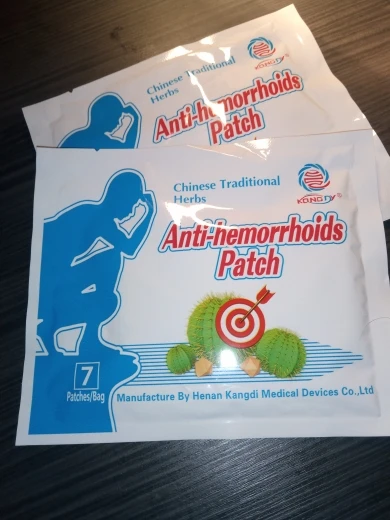 Chinese Traditional
Herbs
KONGDY
Anti-hemorrhoids
Patch
Chinese Traditional
Herbs
KONGDY ®
Anti-hemorrhoids
Patch
7
Patches/Bag
Manufacture By Henan Kangdi Medical Devices Co.,Ltd